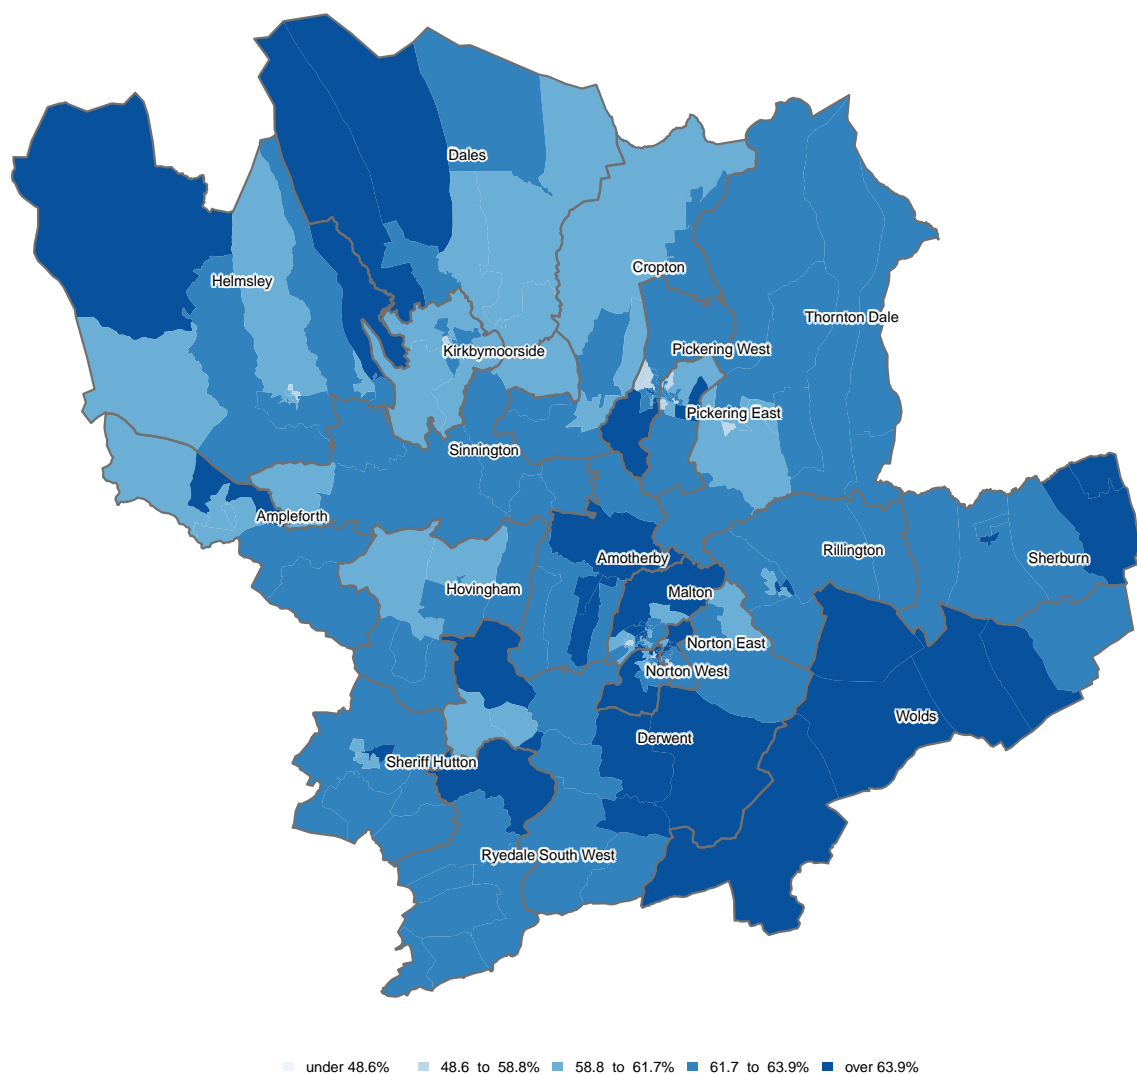 Dales
Cropton
Helmsley
Thornton Dale
Pickering West
Kirkbymoorside
Pickering East
Sinnington
Ampleforth
Rillington
Amotherby
Sherburn
Hovingham
Malton
Norton East
Norton West
Wolds
Derwent
Sheriff Hutton
Ryedale South West
under 48.6% 48.6 to 58.8% 58.8 to 61.7% 61.7 to 63.9% over 63.9%